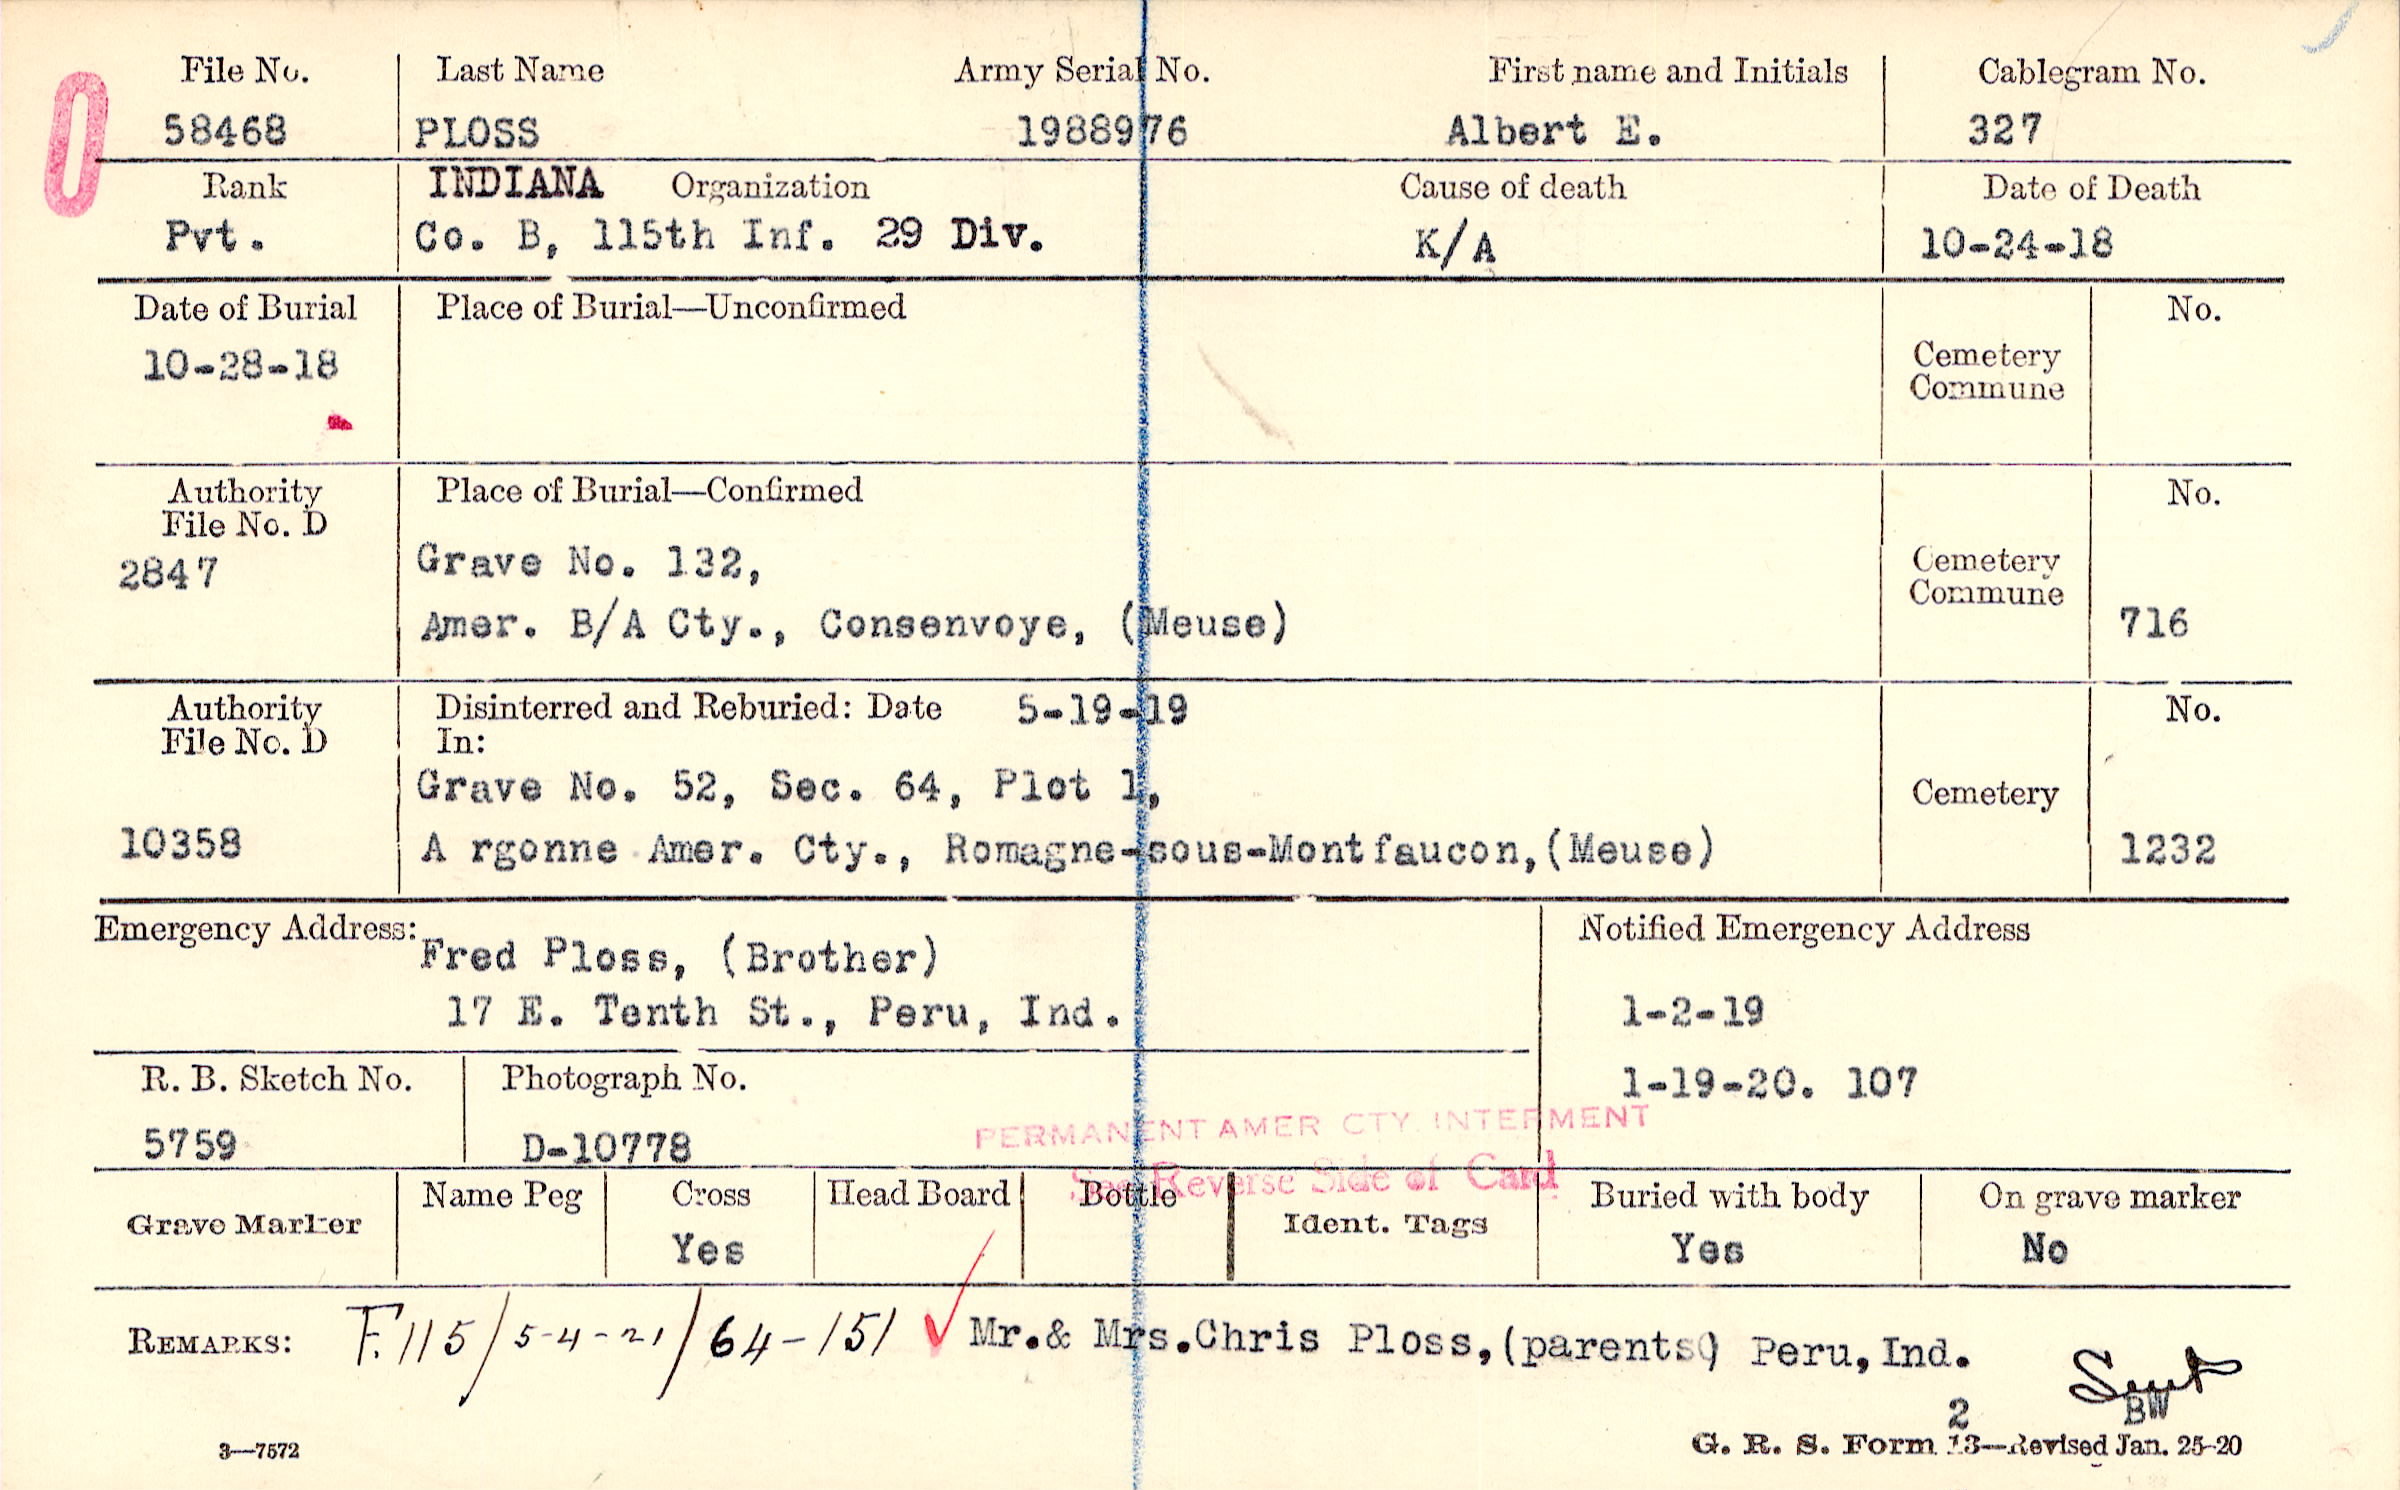 File No. Last Name Army Serial No. First name and Initials Cablegram No.
58468 PLOSS 1988976 Albert E. 327
Rank INDIANA Organization Cause of death Date of Death
Pvt. Co. B, 115th Inf. 29 Div. K/A 10-24-18
Date of Burial Place of Burial—Unconfirmed No.
10-28-18
Cemetery
Commune
Authority Place of Burial—Confirmed No.
File No. D
2847 Grave No. 132,
Cemetery
Commune
Amer. B/A Cty., Consenvoye, (Meuse) 716
Authority Disinterred and Reburied: Date 5-19-19 No.
File No. D In:
Grave No. 52, Sec. 64, Plot 1, Cemetery
10358 A rgonne Amer. Cty., Romagne-sous-Montfaucon,(Meuse) 1232
Emergency Address: Notified Emergency Address
Fred Ploss, (Brother)
17 E. Tenth St., Peru, Ind. 1-2-19
R. B. Sketch No. Photograph No. 1-19-20. 107
5759 D-10778
PERMANENT AMER CTY. INTERMENT
See Reverse Side of Card
Grave Marker Name Peg Cross Head Board Bottle Ident. Tags Buried with body On grave marker
Yes Yes No
REMARKS: F.115/5-4-21/64-151 Mr.& Mrs.Chris Ploss,(parents) Peru,Ind.
Sent
BW
2
3—7572 G. R. S. Form 13—Revised Jan. 25-20